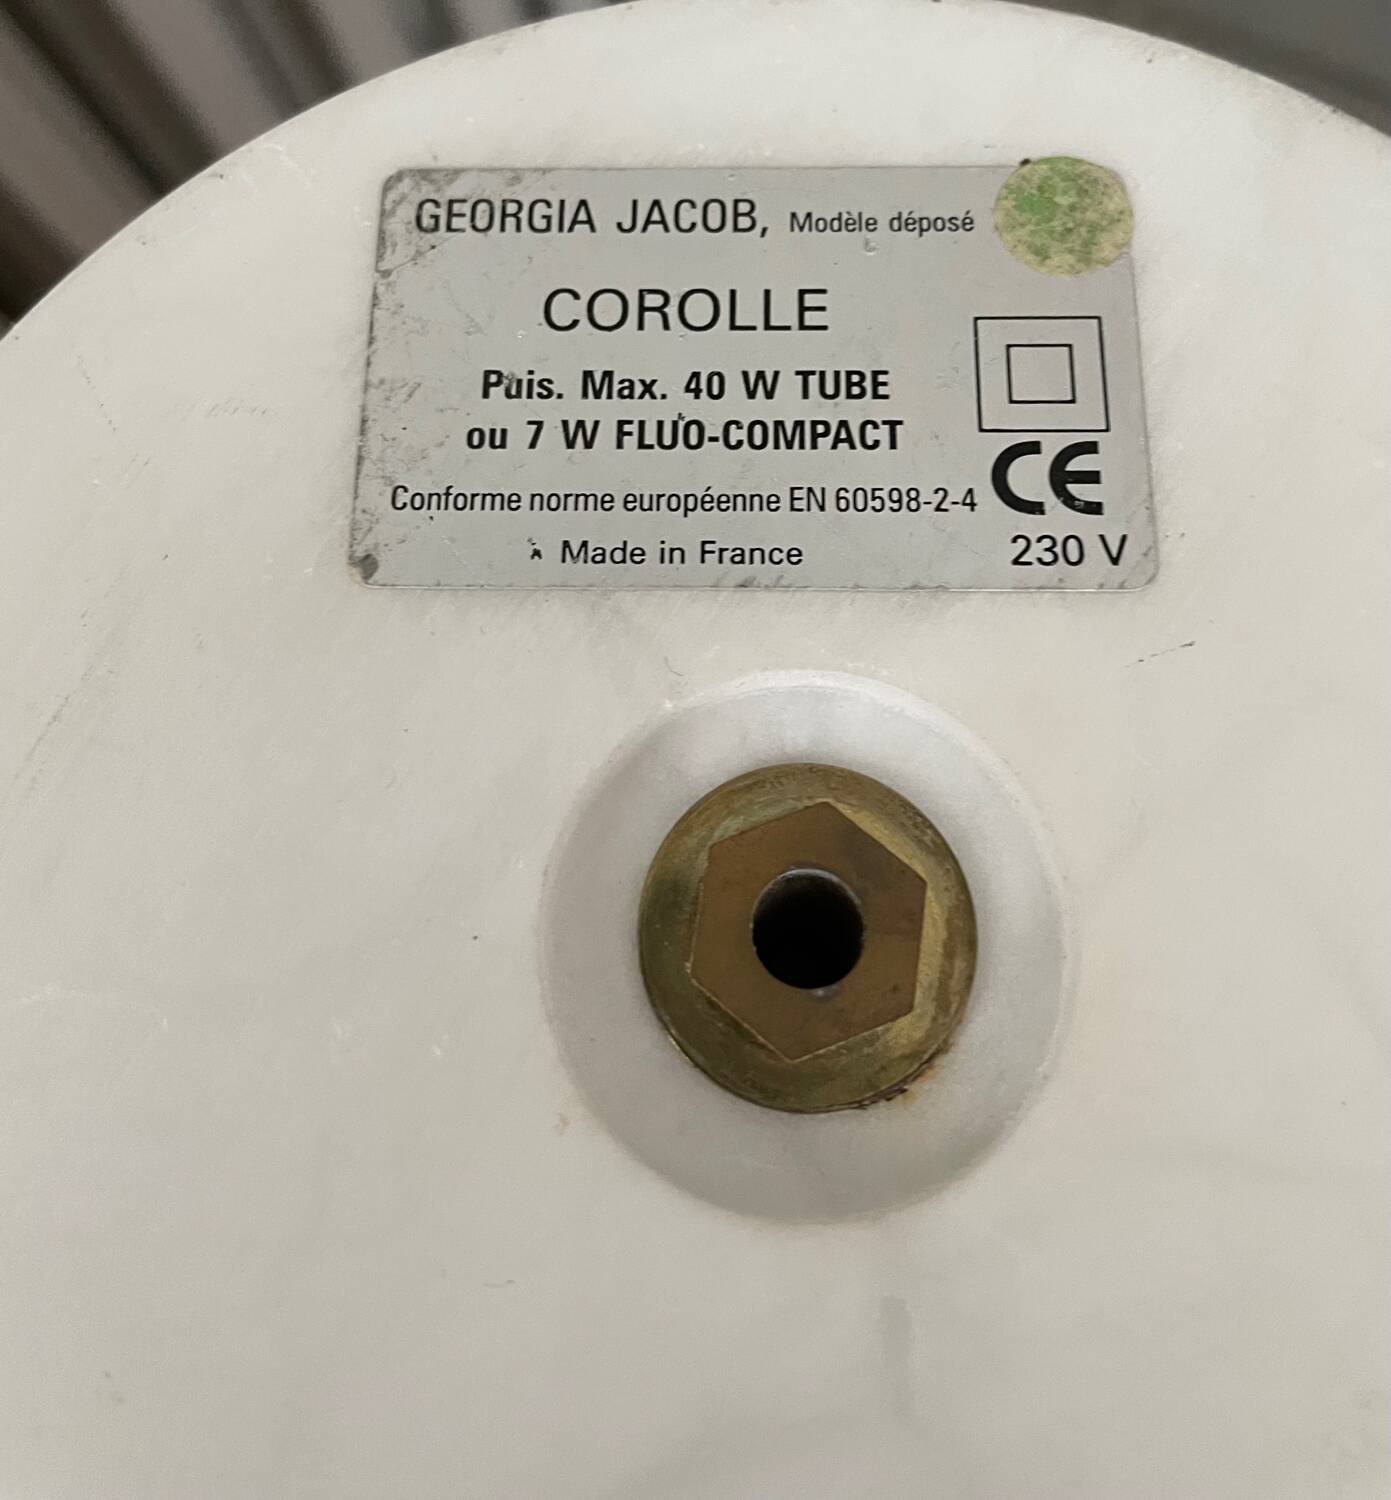 GEORGIA JACOB, Modèle déposé
COROLLE
Puis. Max. 40 W TUBE
ou 7 W FLUO-COMPACT
Conforme norme européenne EN 60598-2-4 CE
Made in France 230 V